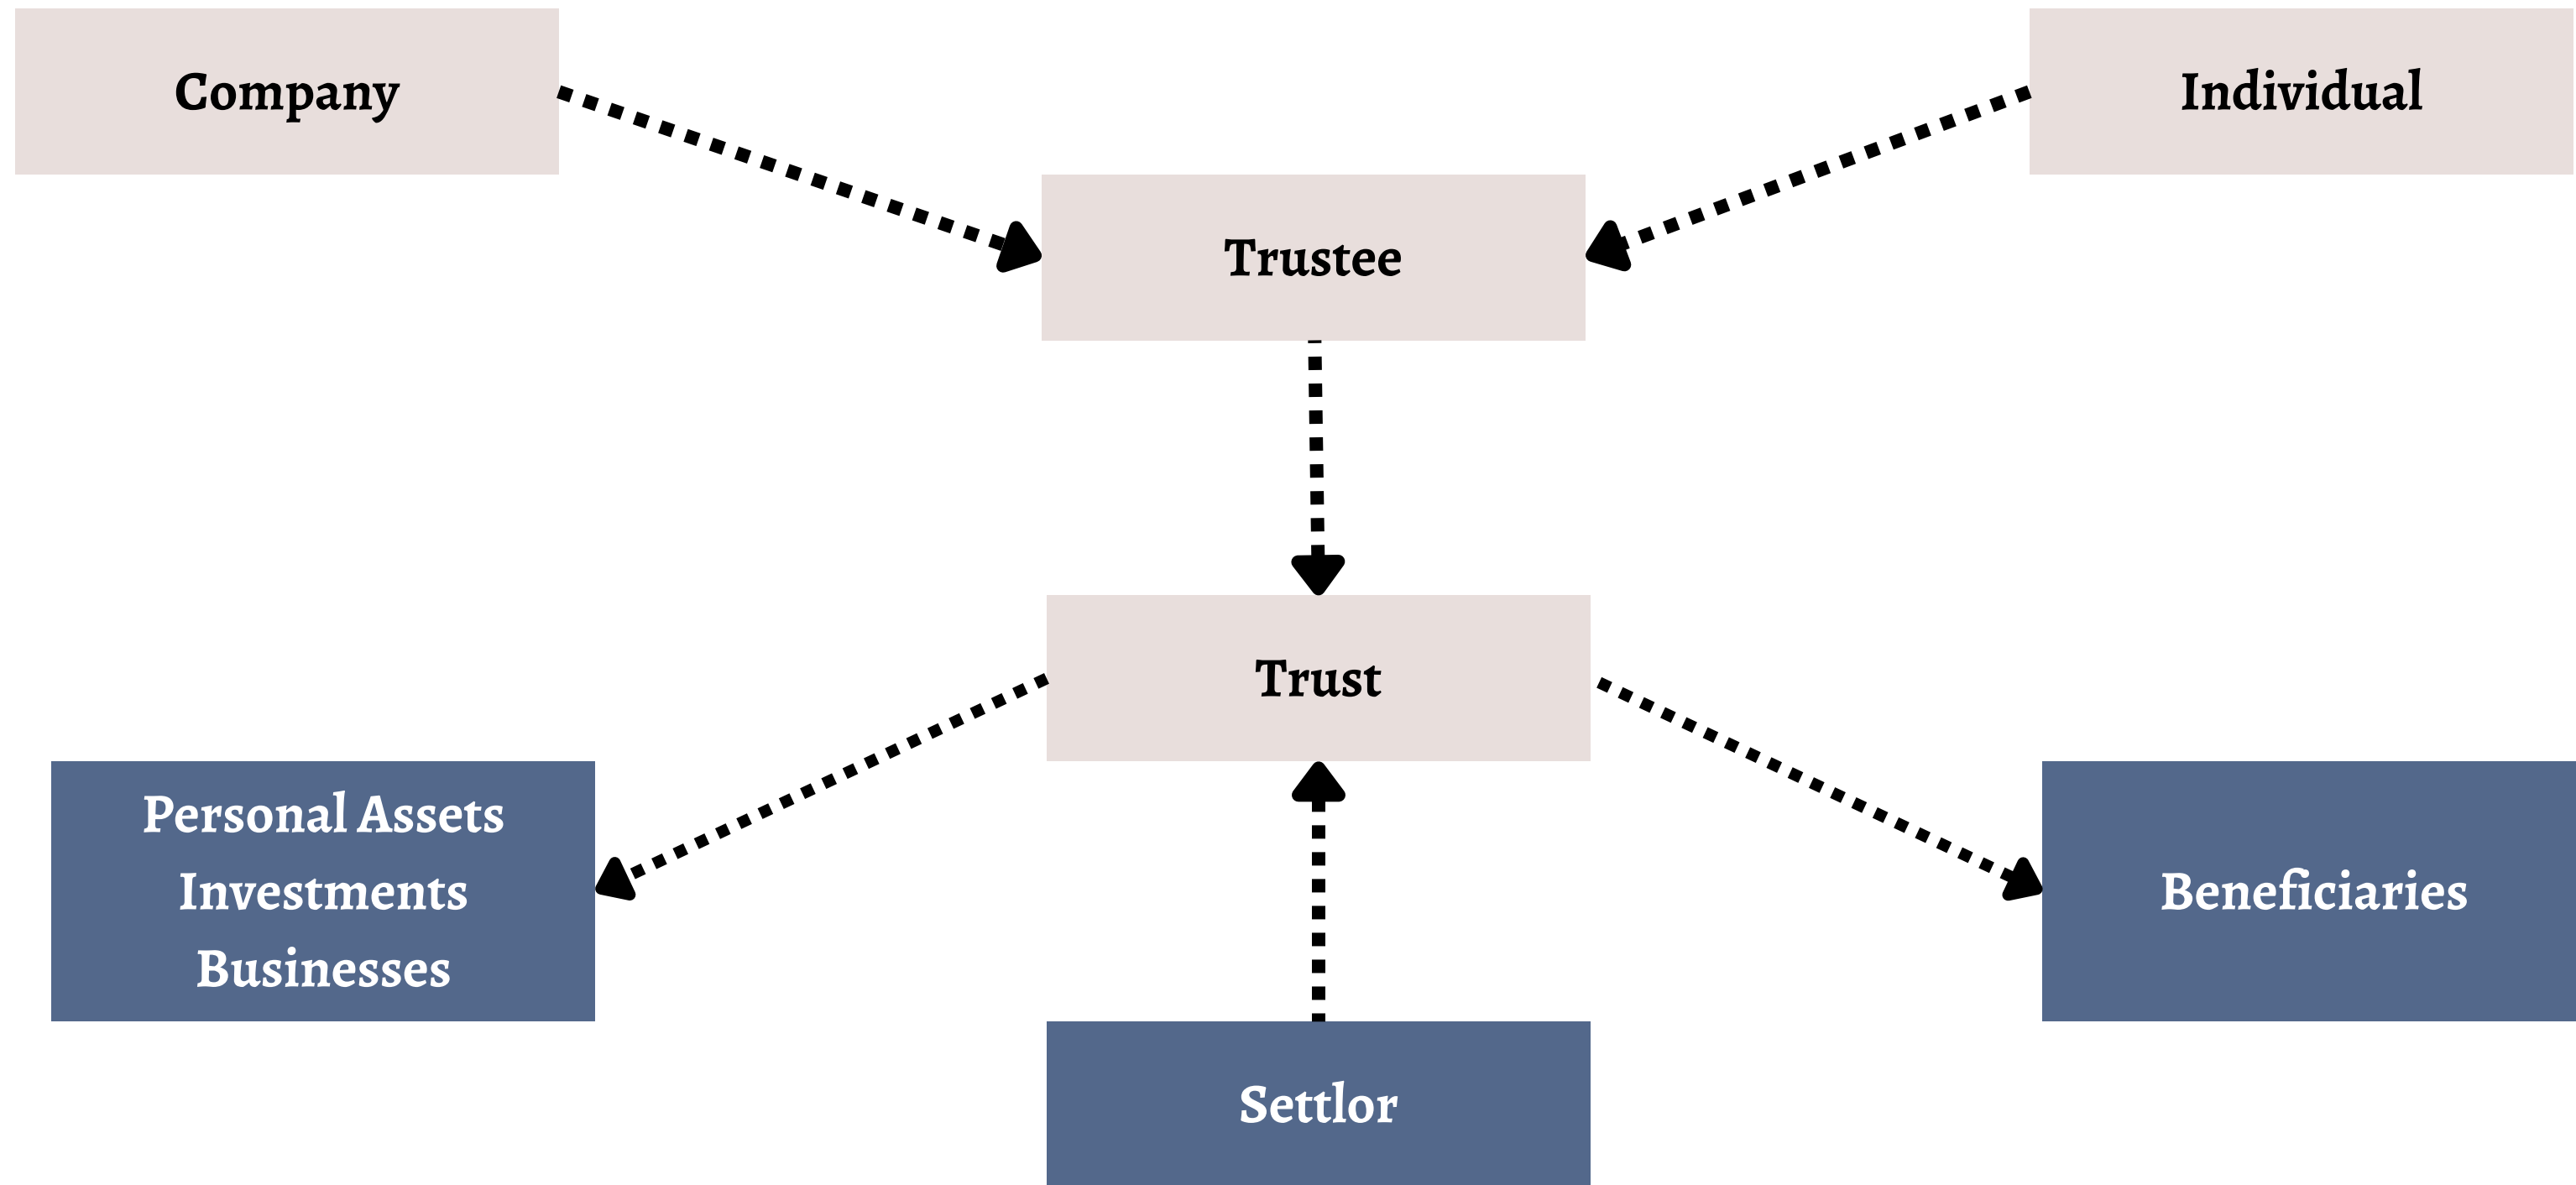 Company
Individual
Trustee
Trust
Personal Assets
Investments
Businesses
Beneficiaries
Settlor